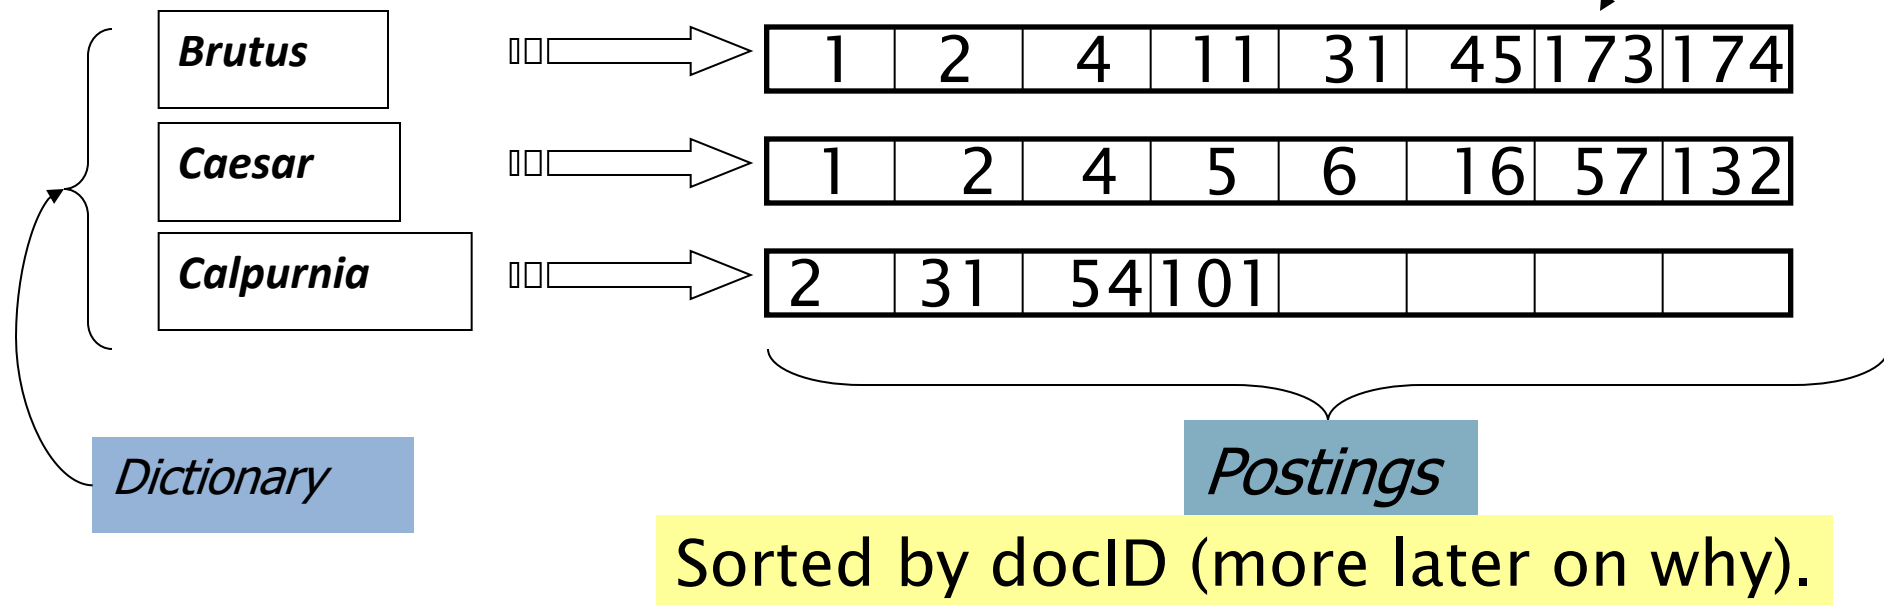 Brutus 1 2 4 11 31 45 173 174
Caesar 1 2 4 5 6 16 57 132
Calpurnia 2 31 54 101
Dictionary
Postings
Sorted by docID (more later on why).